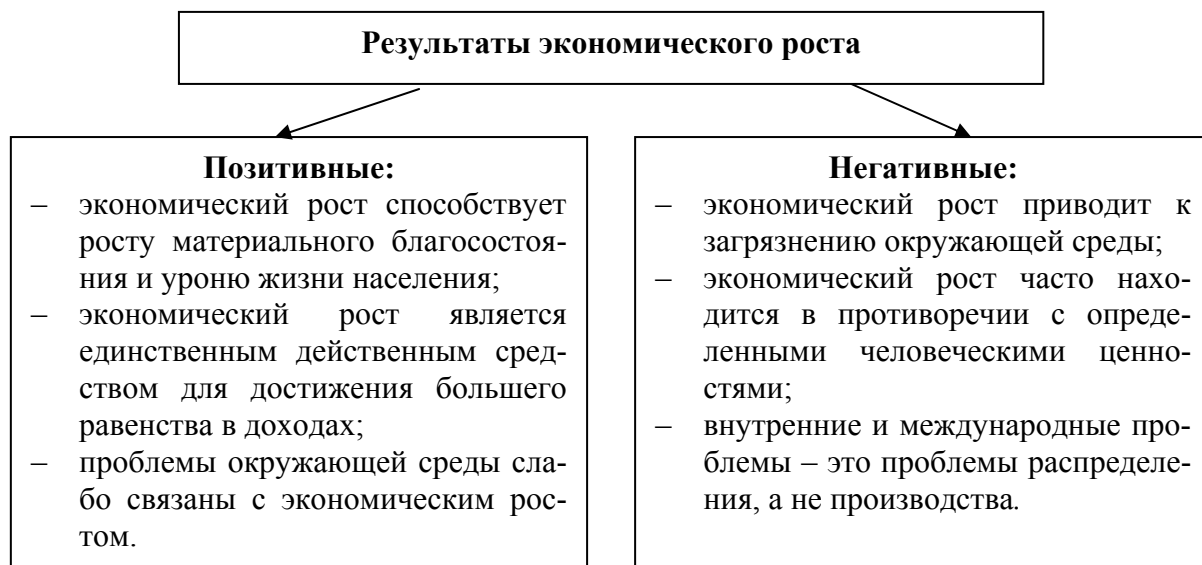 Результаты экономического роста
Позитивные:
– экономический рост способствует
росту материального благосостоя-
ния и уроню жизни населения;
– экономический рост является
единственным действенным сред-
ством для достижения большего
равенства в доходах;
– проблемы окружающей среды сла-
бо связаны с экономическим рос-
том.
Негативные:
– экономический рост приводит к
загрязнению окружающей среды;
– экономический рост часто нахо-
дится в противоречии с опреде-
ленными человеческими ценно-
стями;
– внутренние и международные про-
блемы – это проблемы распределе-
ния, а не производства.